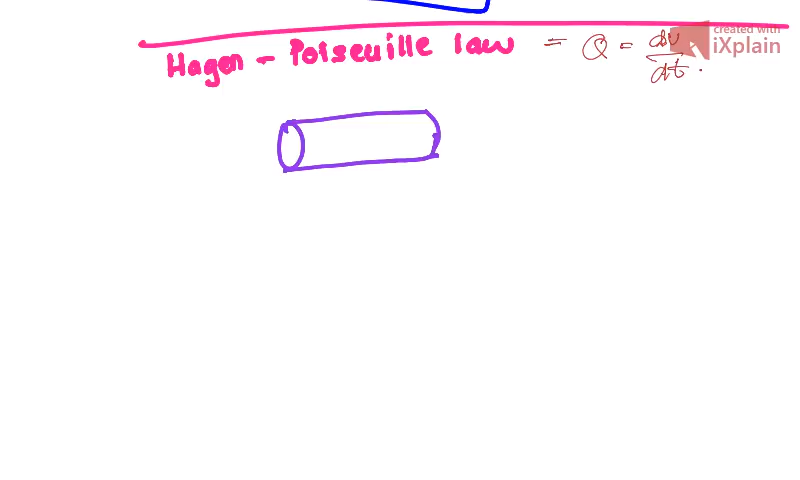 created with
iXplain
Hagen - Poiseuille law = Q = dv/dt.